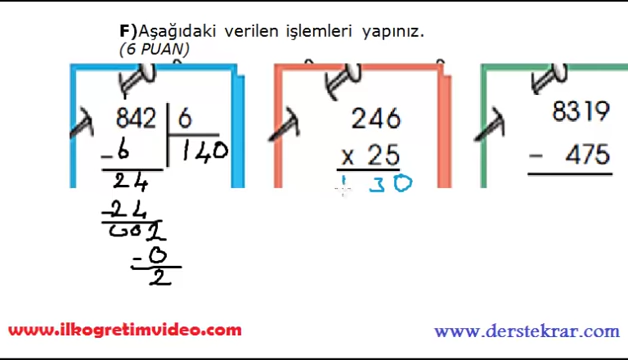 F)Aşağıdaki verilen işlemleri yapınız.
(6 PUAN)
842 6
-6 140
24
-24
002
-0
2
246
x 25
1 30
8319
- 475
www.ilkogretimvideo.com
www.derstekrar.com